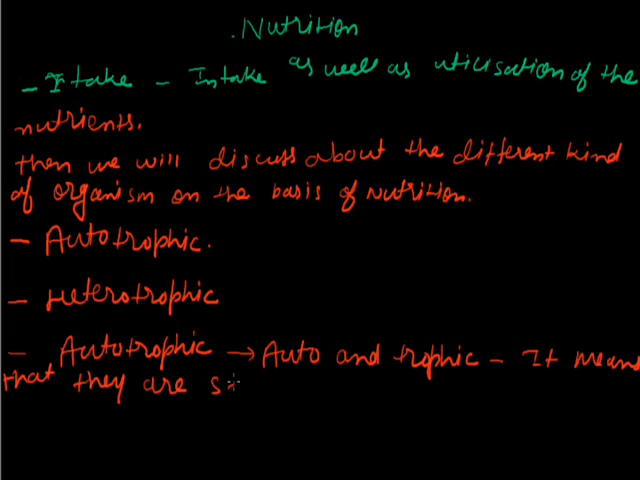 .Nutrition
- Itake - Intake as well as utilisation of the
nutrients.
then we will discuss about the different kind
of organism on the basis of Nutrition.
- Autotrophic.
- Heterotrophic
- Autotrophic → Auto and trophic - It means
that they are s